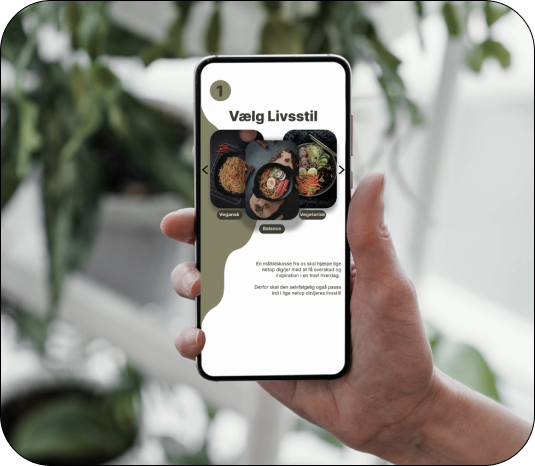 1
Vælg Livsstil
Vegansk
Vegetarisk
Balance
En måltidskasse fra os skal hjælpe lige
netop dig/jer med at få overskud og
inspiration i en travl hverdag.
Derfor skal den selvfølgelig også passe
ind i lige netop din/jeres livsstil!